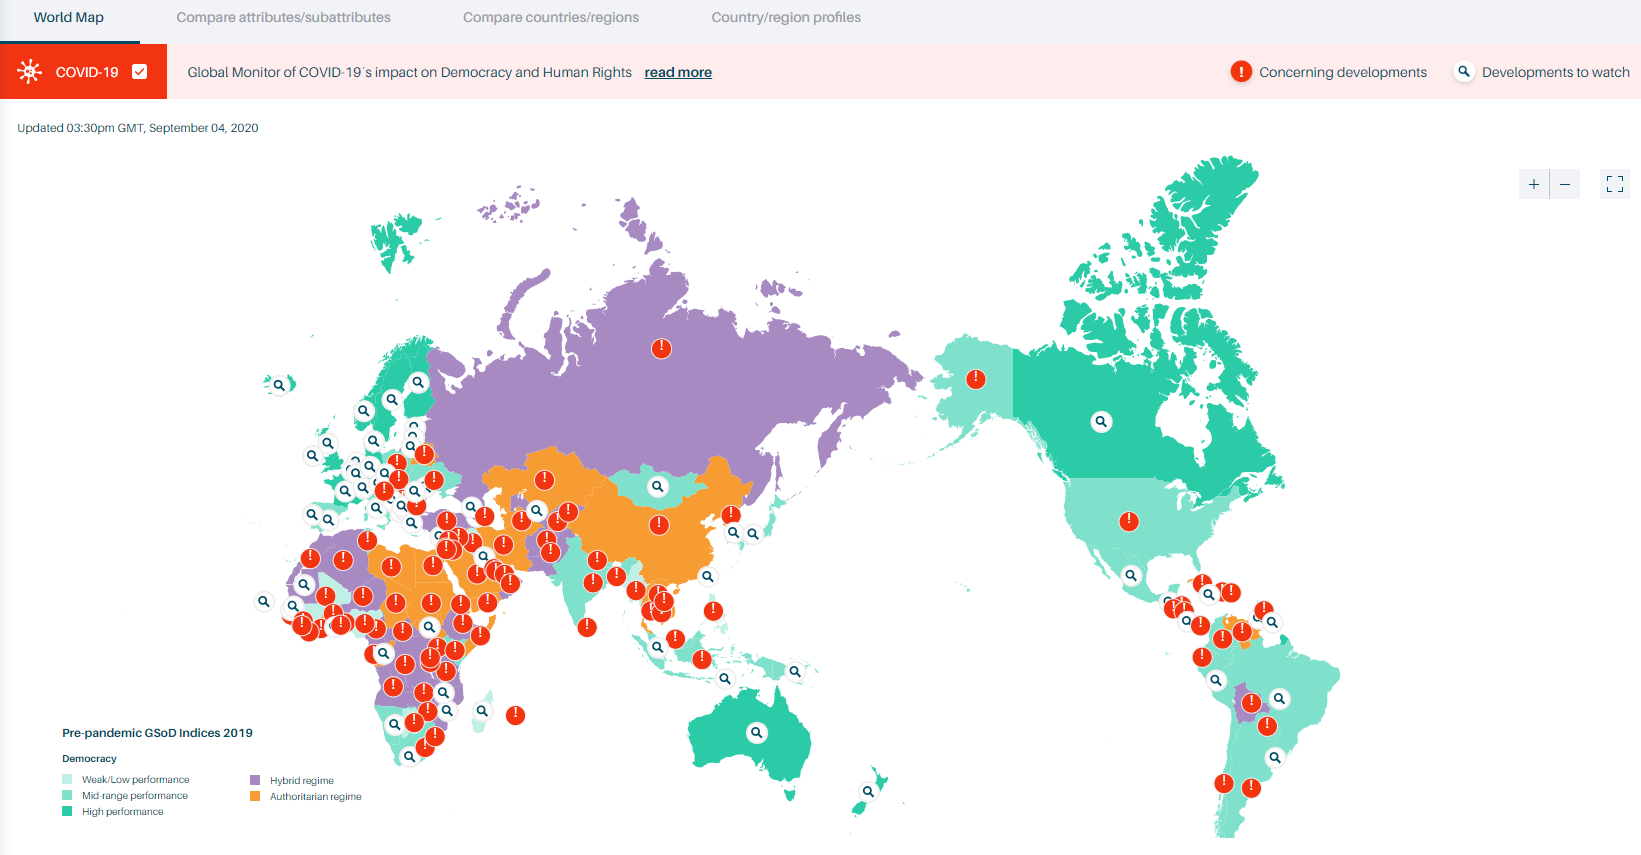 World Map Compare attributes/subattributes Compare countries/regions Country/region profiles
COVID-19 Global Monitor of COVID-19´s impact on Democracy and Human Rights read more ! Concerning developments Developments to watch
Updated 03:30pm GMT, September 04, 2020
+ −
Pre-pandemic GSoD Indices 2019
Democracy
Weak/Low performance Hybrid regime
Mid-range performance Authoritarian regime
High performance